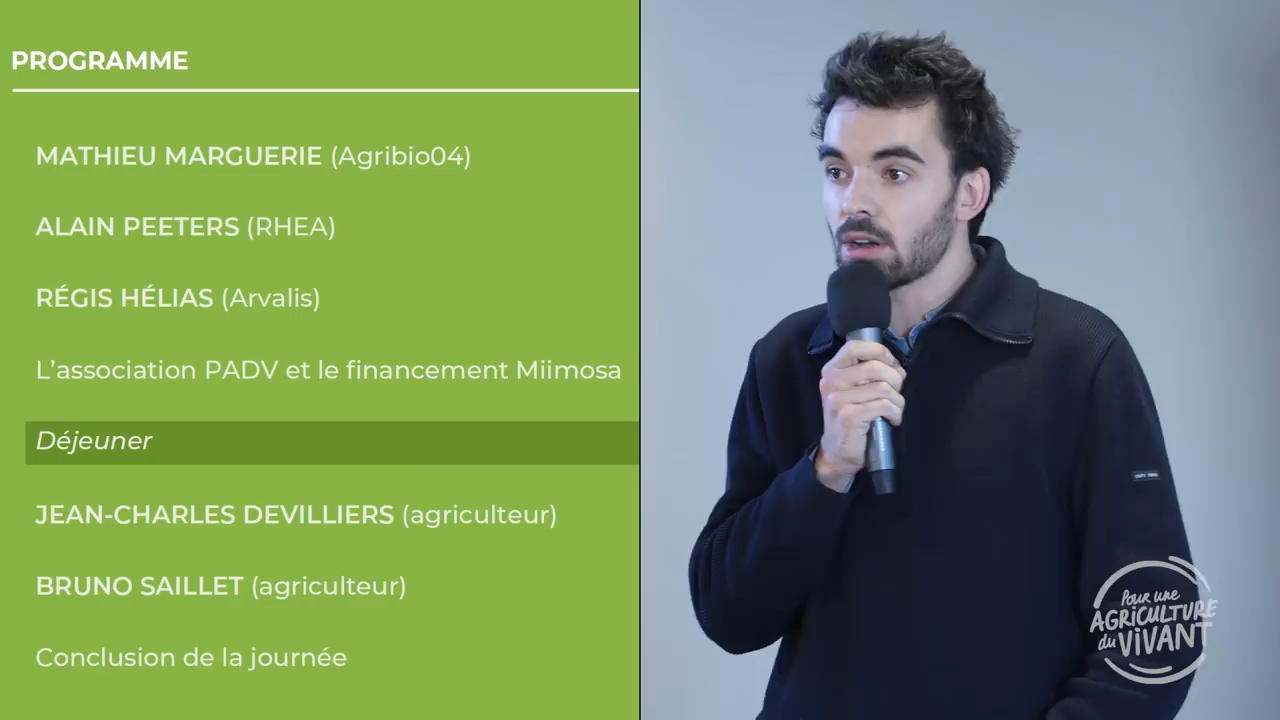 PROGRAMME
MATHIEU MARGUERIE (Agribio04)
ALAIN PEETERS (RHEA)
RÉGIS HÉLIAS (Arvalis)
L’association PADV et le financement Miimosa
Déjeuner
JEAN-CHARLES DEVILLIERS (agriculteur)
BRUNO SAILLET (agriculteur)
Conclusion de la journée
Pour une
AGRiCULTURE
du ViVANT